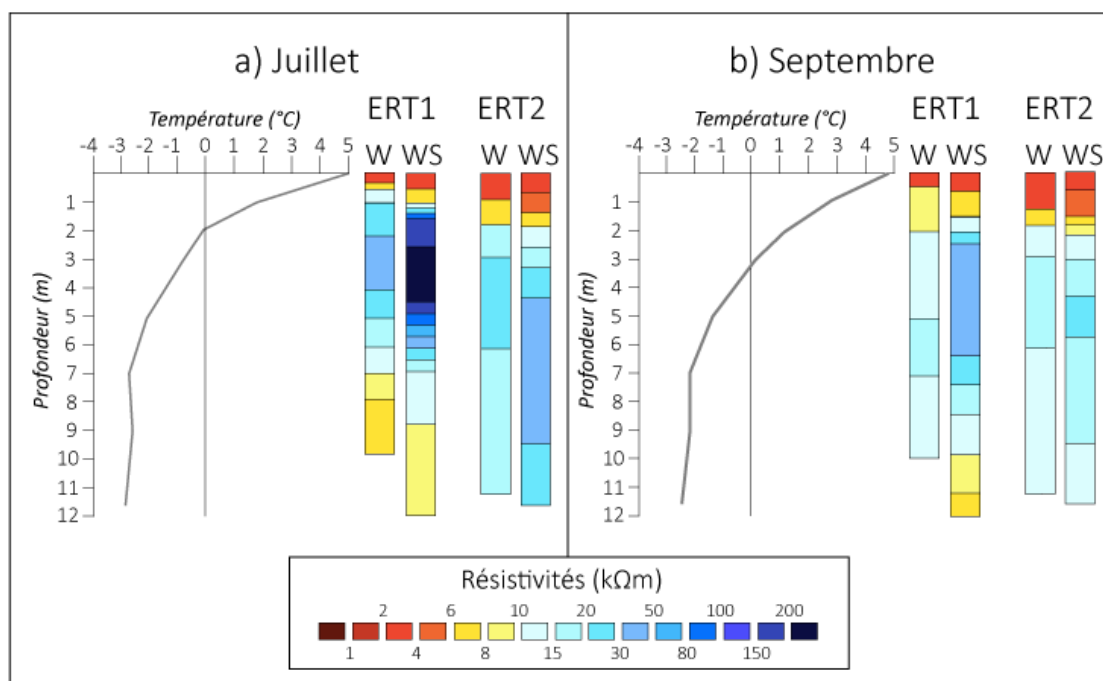 a) Juillet
ERT1 ERT2
Température (°C)
-4 -3 -2 -1 0 1 2 3 4 5
W WS W WS
Profondeur (m)
1
2
3
4
5
6
7
8
9
10
11
12
b) Septembre
ERT1 ERT2
Température (°C)
-4 -3 -2 -1 0 1 2 3 4 5
W WS W WS
Profondeur (m)
1
2
3
4
5
6
7
8
9
10
11
12
Résistivités (kΩm)
2 6 10 20 50 100 200
1 4 8 15 30 80 150